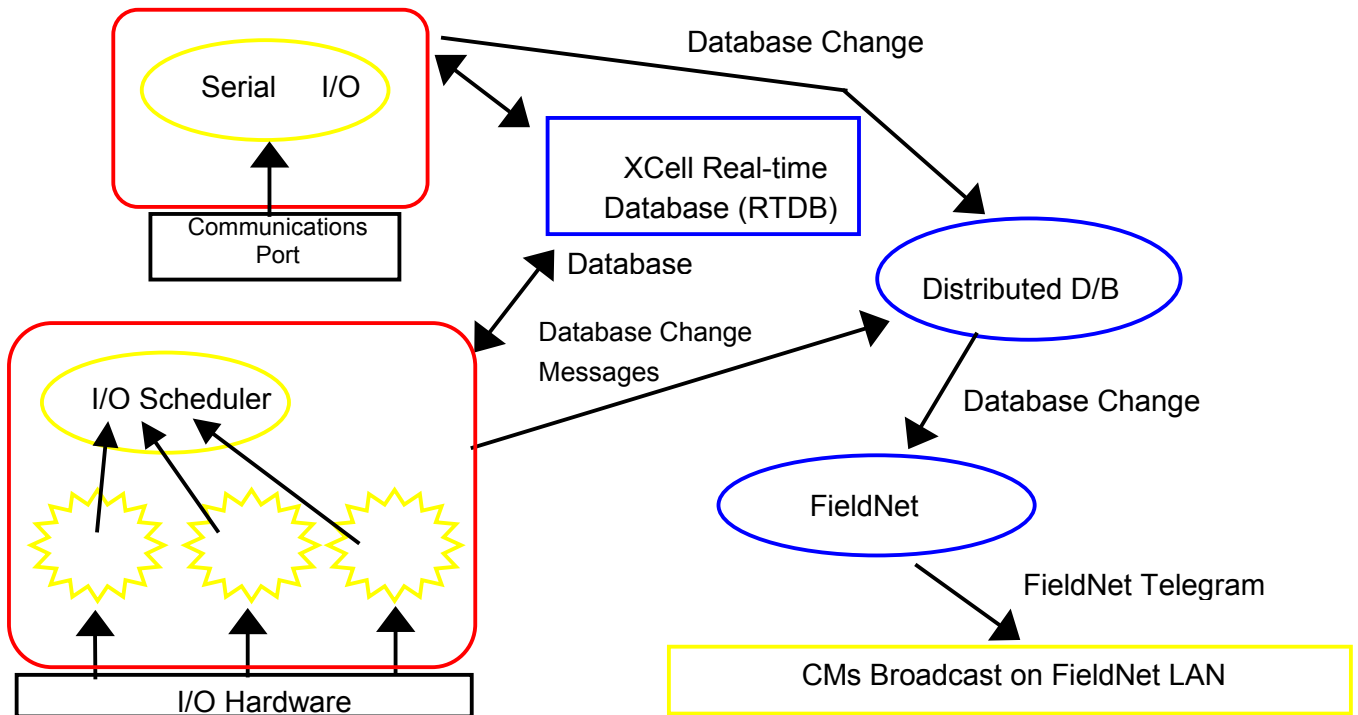 Database Change
Serial I/O
XCell Real-time
Database (RTDB)
Communications
Port
Database
Distributed D/B
Database Change
Messages
I/O Scheduler
Database Change
FieldNet
FieldNet Telegram
CMs Broadcast on FieldNet LAN
I/O Hardware